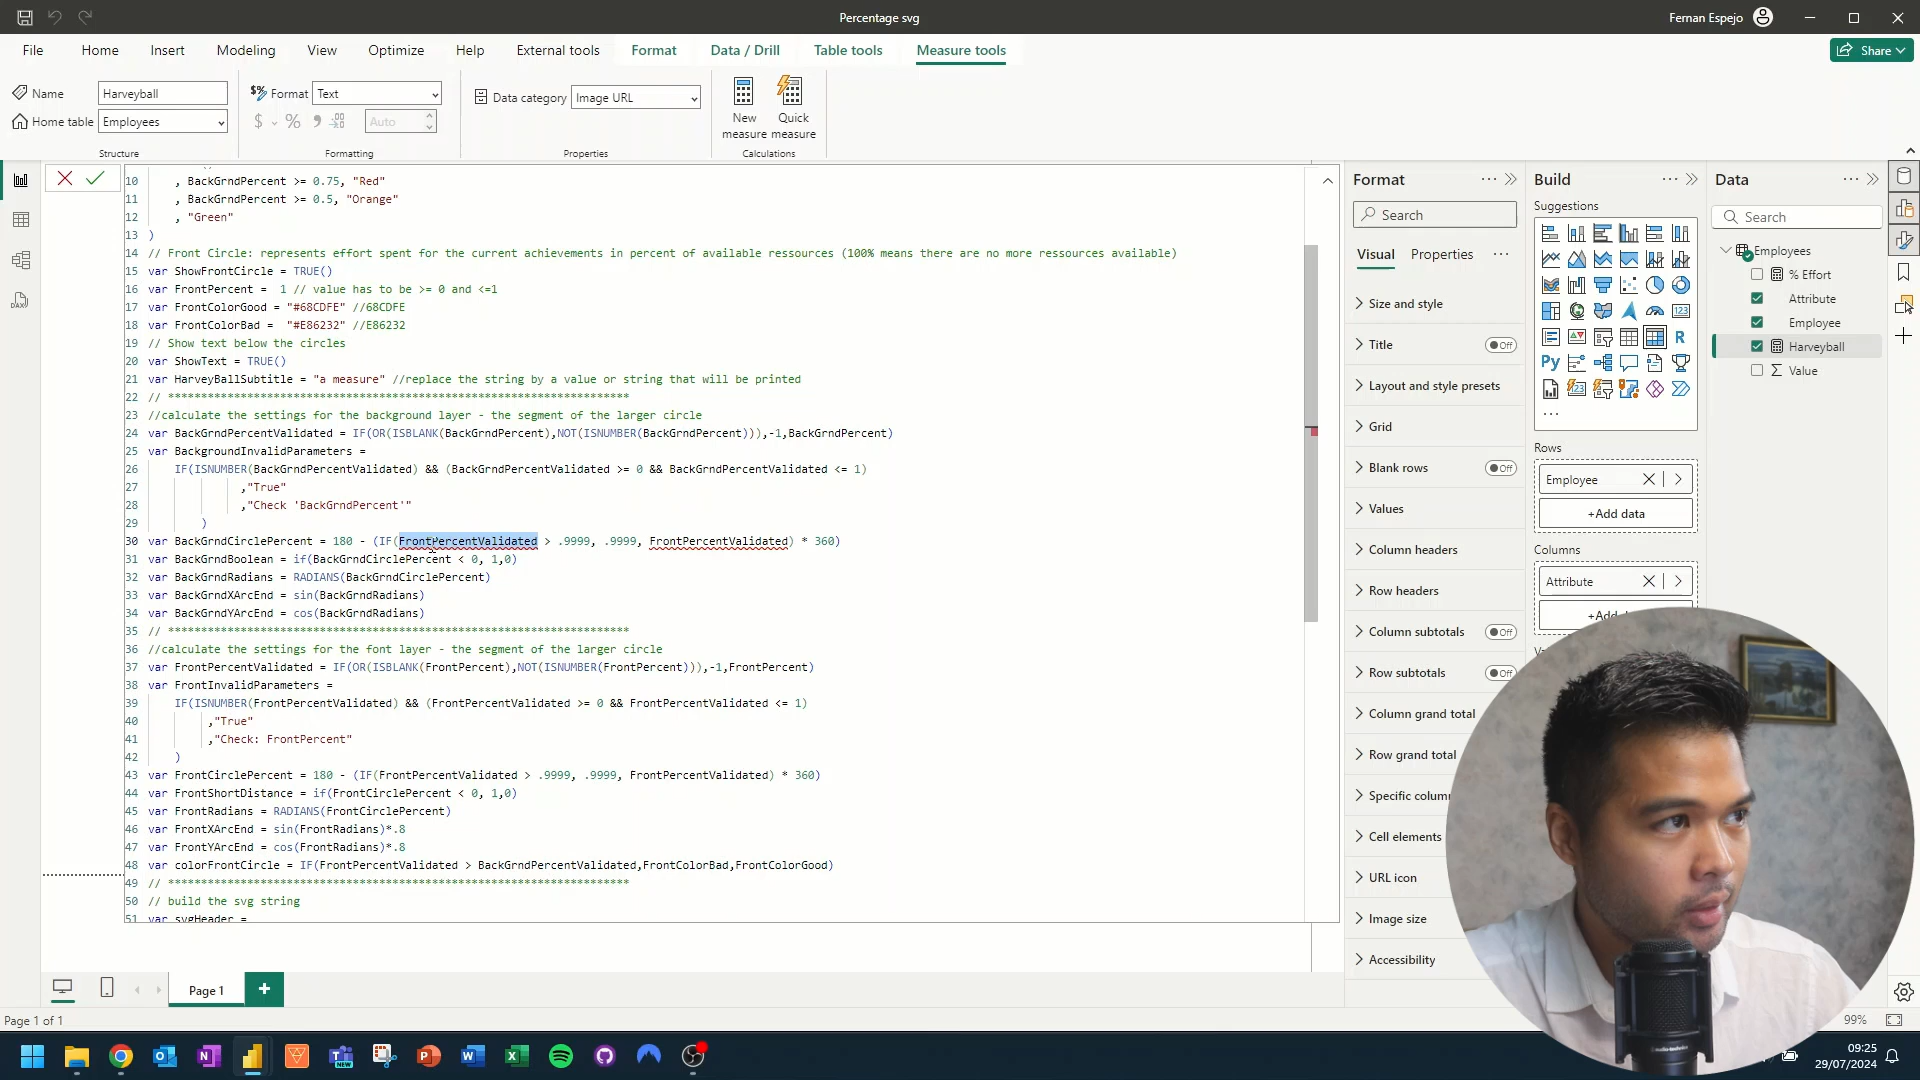 Percentage svg
Fernan Espejo
File
Home
Insert
Modeling
View
Optimize
Help
External tools
Format
Data / Drill
Table tools
Measure tools
Share
Name
Harveyball
Home table
Employees
Structure
Format
Text
$
%
Auto
Formatting
Data category
Image URL
Properties
New
measure
Quick
measure
Calculations
10 , BackGrndPercent >= 0.75, "Red"
11 , BackGrndPercent >= 0.5, "Orange"
12 , "Green"
13 )
14 // Front Circle: represents effort spent for the current achievements in percent of available ressources (100% means there are no more ressources available)
15 var ShowFrontCircle = TRUE()
16 var FrontPercent =  1 // value has to be >= 0 and <=1
17 var FrontColorGood = "#68CDFE" //68CDFE
18 var FrontColorBad =  "#E86232" //E86232
19 // Show text below the circles
20 var ShowText = TRUE()
21 var HarveyBallSubtitle = "a measure" //replace the string by a value or string that will be printed
22 // **********************************************************************
23 //calculate the settings for the background layer - the segment of the larger circle
24 var BackGrndPercentValidated = IF(OR(ISBLANK(BackGrndPercent),NOT(ISNUMBER(BackGrndPercent))),-1,BackGrndPercent)
25 var BackgroundInvalidParameters =
26 IF(ISNUMBER(BackGrndPercentValidated) && (BackGrndPercentValidated >= 0 && BackGrndPercentValidated <= 1)
27 ,"True"
28 ,"Check 'BackGrndPercent'"
29 )
30 var BackGrndCirclePercent = 180 - (IF(FrontPercentValidated > .9999, .9999, FrontPercentValidated) * 360)
31 var BackGrndBoolean = if(BackGrndCirclePercent < 0, 1,0)
32 var BackGrndRadians = RADIANS(BackGrndCirclePercent)
33 var BackGrndXArcEnd = sin(BackGrndRadians)
34 var BackGrndYArcEnd = cos(BackGrndRadians)
35 // **********************************************************************
36 //calculate the settings for the font layer - the segment of the larger circle
37 var FrontPercentValidated = IF(OR(ISBLANK(FrontPercent),NOT(ISNUMBER(FrontPercent))),-1,FrontPercent)
38 var FrontInvalidParameters =
39 IF(ISNUMBER(FrontPercentValidated) && (FrontPercentValidated >= 0 && FrontPercentValidated <= 1)
40 ,"True"
41 ,"Check: FrontPercent"
42 )
43 var FrontCirclePercent = 180 - (IF(FrontPercentValidated > .9999, .9999, FrontPercentValidated) * 360)
44 var FrontShortDistance = if(FrontCirclePercent < 0, 1,0)
45 var FrontRadians = RADIANS(FrontCirclePercent)
46 var FrontXArcEnd = sin(FrontRadians)*.8
47 var FrontYArcEnd = cos(FrontRadians)*.8
48 var colorFrontCircle = IF(FrontPercentValidated > BackGrndPercentValidated,FrontColorBad,FrontColorGood)
49 // **********************************************************************
50 // build the svg string
51 var svgHeader =
Format
Search
Visual
Properties
Size and style
Title
Off
Layout and style presets
Grid
Blank rows
Off
Values
Column headers
Row headers
Column subtotals
Off
Row subtotals
Off
Column grand total
Row grand total
Specific colum
Cell elements
URL icon
Image size
Accessibility
Build
Suggestions
123
R
Py
Rows
Employee
+Add data
Columns
Attribute
+Add
Data
Search
Employees
% Effort
Attribute
Employee
Harveyball
Value
Page 1
Page 1 of 1
99%
09:25
29/07/2024